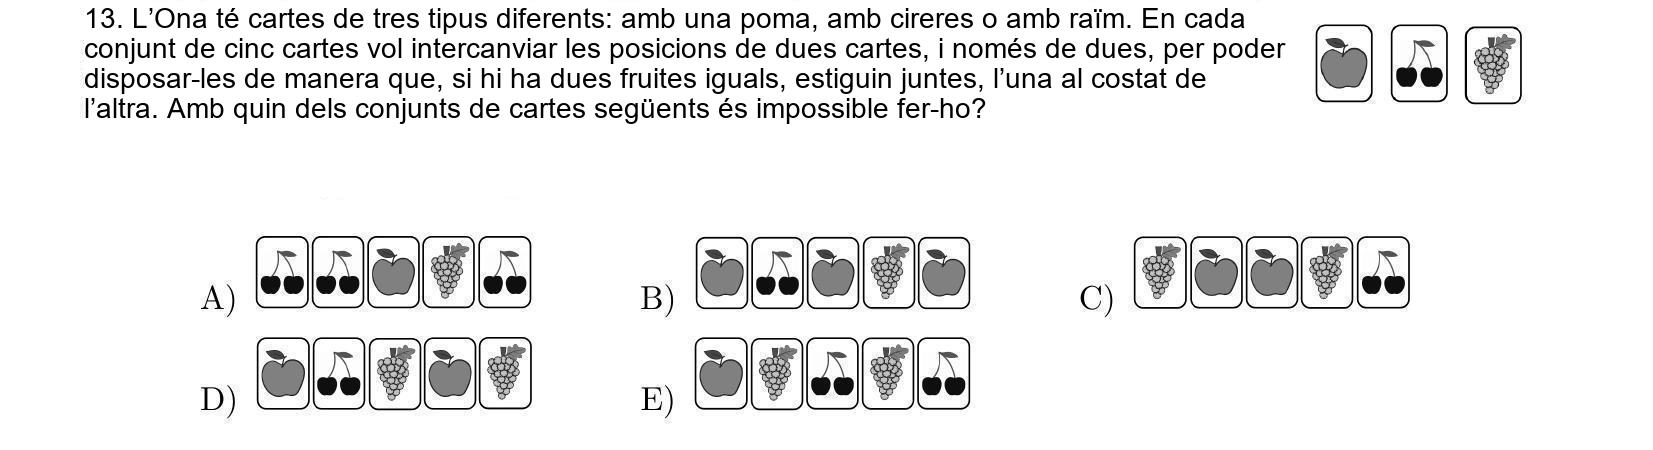 13. L’Ona té cartes de tres tipus diferents: amb una poma, amb cireres o amb raïm. En cada
conjunt de cinc cartes vol intercanviar les posicions de dues cartes, i només de dues, per poder
disposar-les de manera que, si hi ha dues fruites iguals, estiguin juntes, l’una al costat de
l’altra. Amb quin dels conjunts de cartes següents és impossible fer-ho?
A)
B)
C)
D)
E)